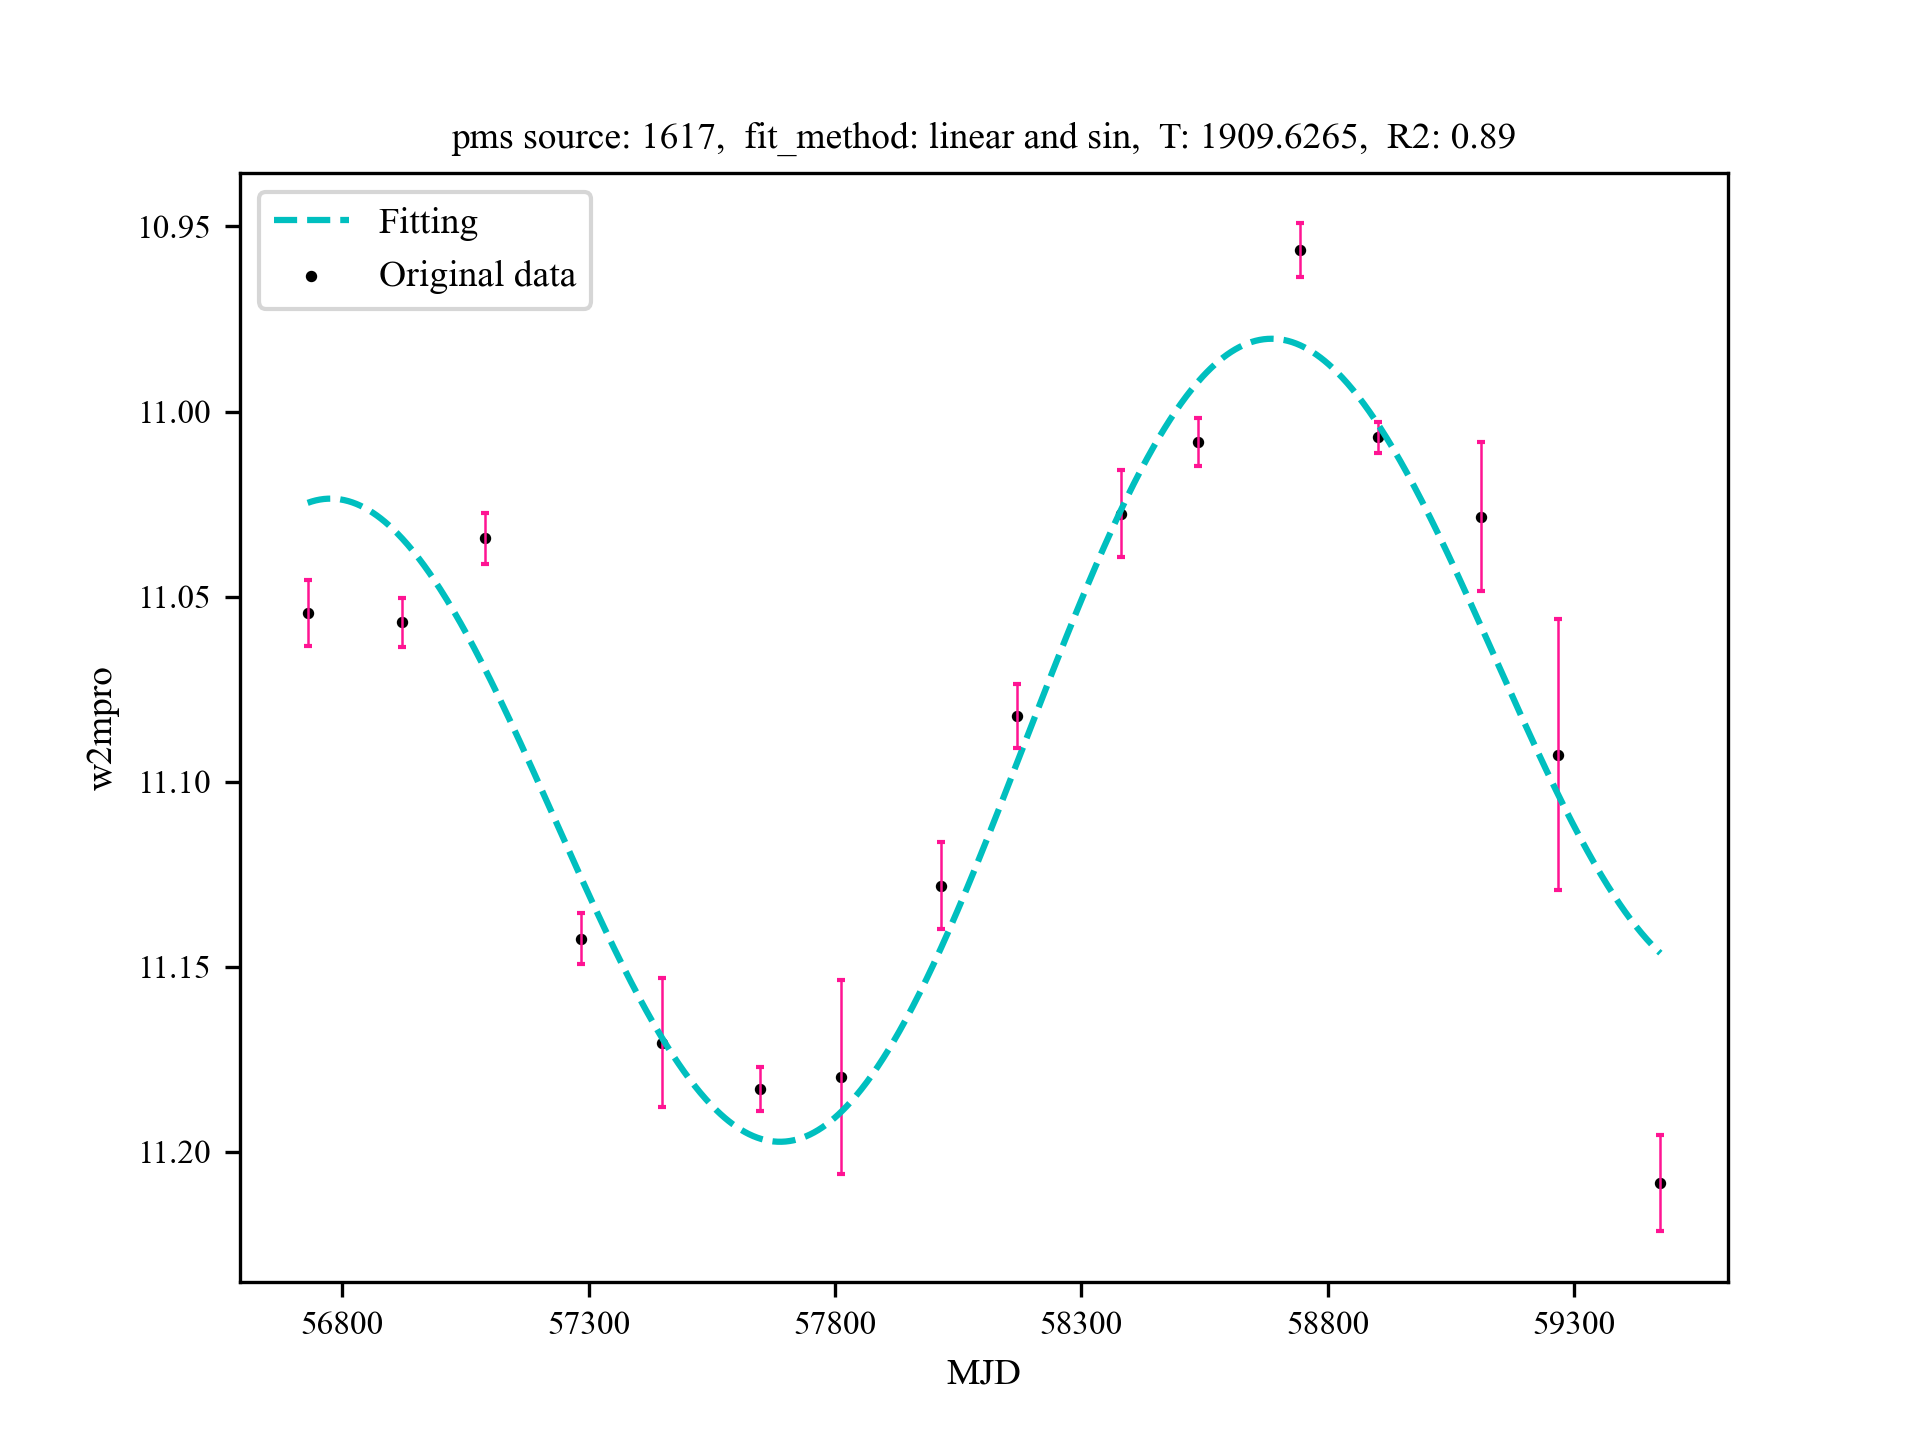 pms source: 1617, fit_method: linear and sin, T: 1909.6265, R2: 0.89
Fitting
Original data
10.95
11.00
11.05
11.10
11.15
11.20
w2mpro
56800 57300 57800 58300 58800 59300
MJD